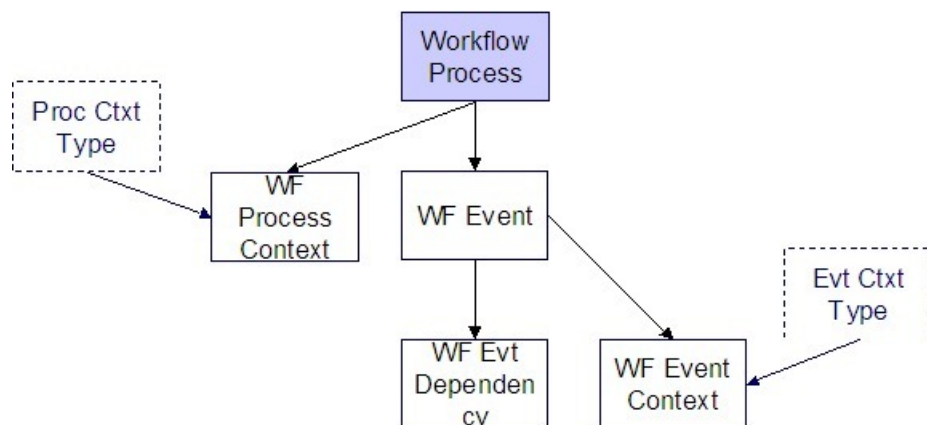 Workflow
Process
Proc Ctxt
Type
WF
Process
Context
WF Event
Evt Ctxt
Type
WF Evt
Dependen
cy
WF Event
Context